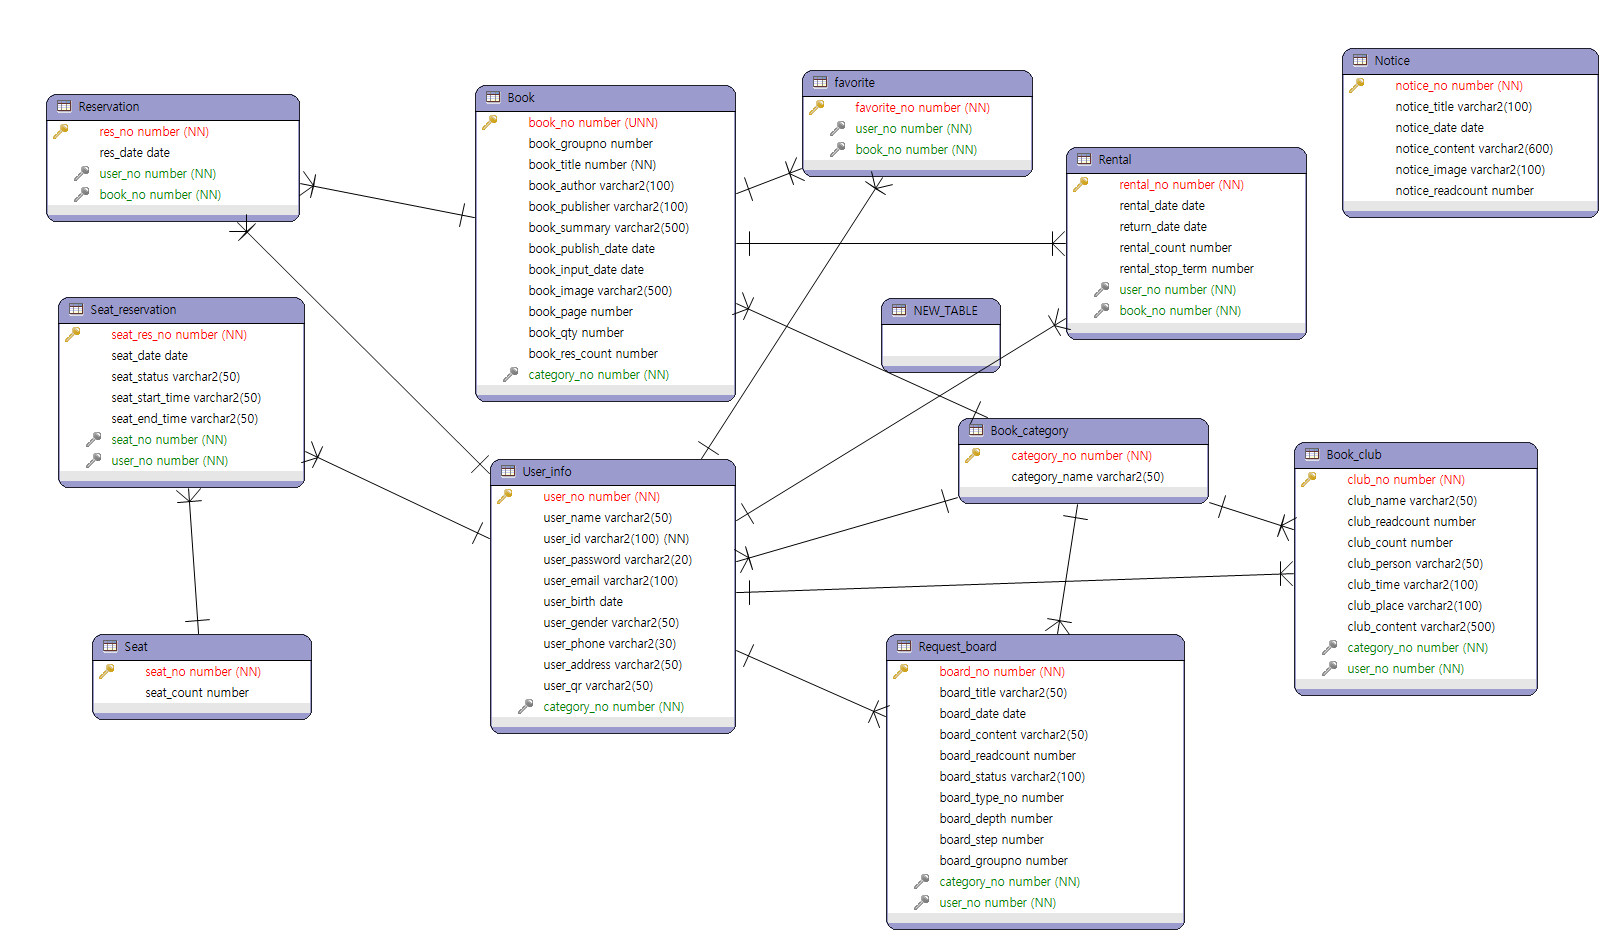 Reservation
res_no number (NN)
res_date date
user_no number (NN)
book_no number (NN)
Book
book_no number (UNN)
book_groupno number
book_title number (NN)
book_author varchar2(100)
book_publisher varchar2(100)
book_summary varchar2(500)
book_publish_date date
book_input_date date
book_image varchar2(500)
book_page number
book_qty number
book_res_count number
category_no number (NN)
favorite
favorite_no number (NN)
user_no number (NN)
book_no number (NN)
Rental
rental_no number (NN)
rental_date date
return_date date
rental_count number
rental_stop_term number
user_no number (NN)
book_no number (NN)
Notice
notice_no number (NN)
notice_title varchar2(100)
notice_date date
notice_content varchar2(600)
notice_image varchar2(100)
notice_readcount number
Seat_reservation
seat_res_no number (NN)
seat_date date
seat_status varchar2(50)
seat_start_time varchar2(50)
seat_end_time varchar2(50)
seat_no number (NN)
user_no number (NN)
NEW_TABLE
Book_category
category_no number (NN)
category_name varchar2(50)
Book_club
club_no number (NN)
club_name varchar2(50)
club_readcount number
club_count number
club_person varchar2(50)
club_time varchar2(100)
club_place varchar2(100)
club_content varchar2(500)
category_no number (NN)
user_no number (NN)
User_info
user_no number (NN)
user_name varchar2(50)
user_id varchar2(100) (NN)
user_password varchar2(20)
user_email varchar2(100)
user_birth date
user_gender varchar2(50)
user_phone varchar2(30)
user_address varchar2(50)
user_qr varchar2(50)
category_no number (NN)
Seat
seat_no number (NN)
seat_count number
Request_board
board_no number (NN)
board_title varchar2(50)
board_date date
board_content varchar2(50)
board_readcount number
board_status varchar2(100)
board_type_no number
board_depth number
board_step number
board_groupno number
category_no number (NN)
user_no number (NN)